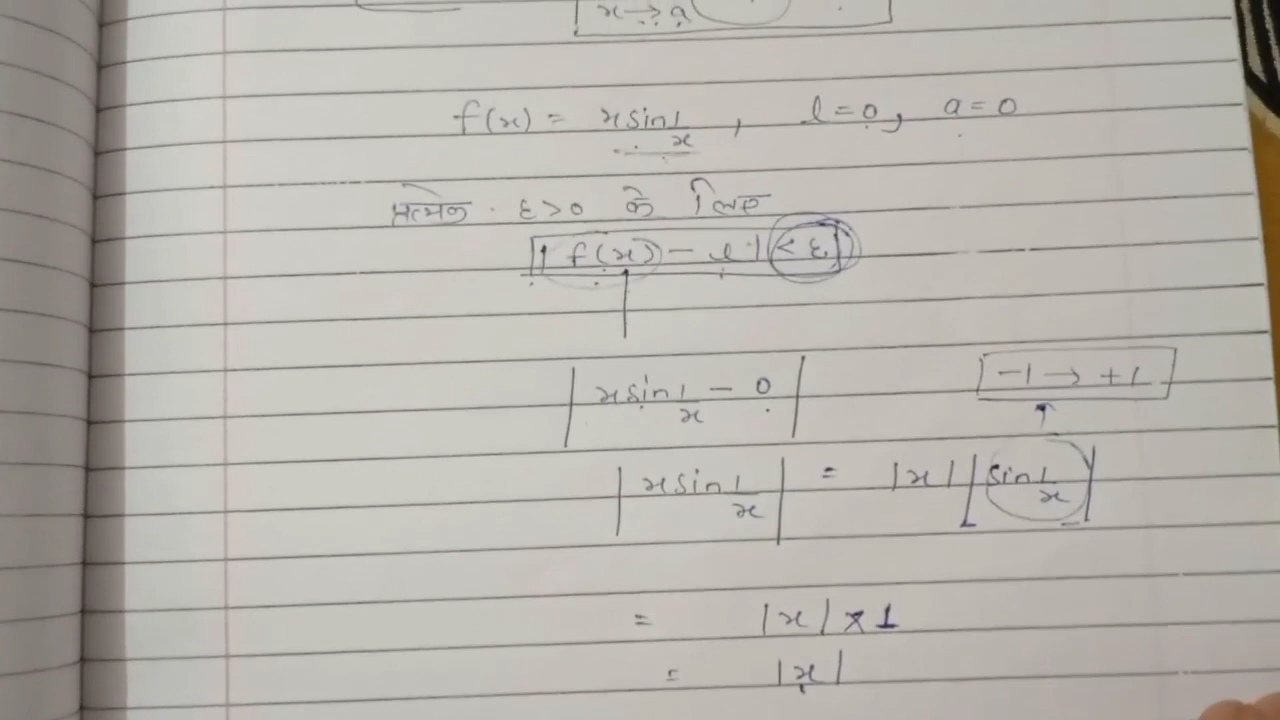 x→a
f(x) = x sin 1/x , l=0, a=0
प्रत्येक ε>0 के लिए
|f(x) - l| < ε
|x sin 1/x - 0|
-1 → +1
|x sin 1/x| = |x| |sin 1/x|
= |x| × 1
= |x|